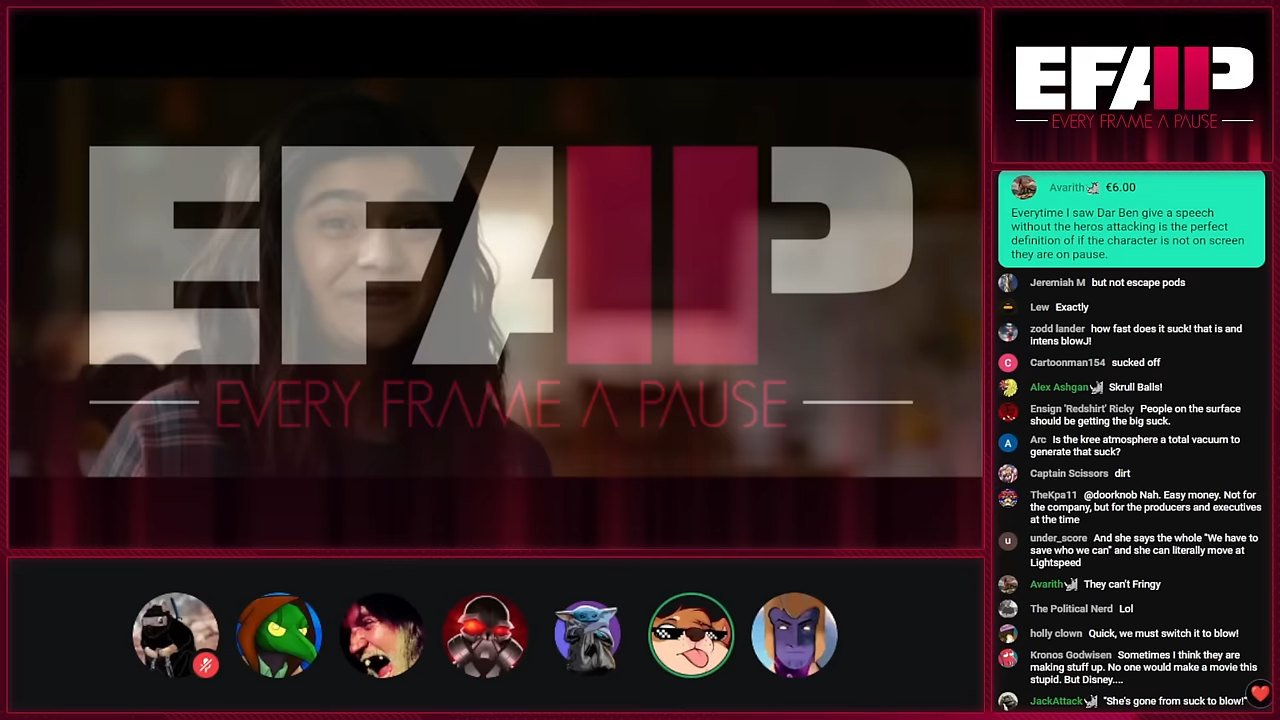 EFAP
EVERY FRAME A PAUSE
EFAP
EVERY FRAME A PAUSE
Avarith €6.00
Everytime I saw Dar Ben give a speech
without the heros attacking is the perfect
definition of if the character is not on screen
they are on pause.
Jeremiah M but not escape pods
Lew Exactly
zodd lander how fast does it suck! that is and
intens blowJ!
C
Cartoonman154 sucked off
Alex Ashgan Skrull Balls!
Ensign 'Redshirt' Ricky People on the surface
should be getting the big suck.
A
Arc Is the kree atmosphere a total vacuum to
generate that suck?
Captain Scissors dirt
TheKpa11 @doorknob Nah. Easy money. Not for
the company, but for the producers and executives
at the time
u
under_score And she says the whole "We have to
save who we can" and she can literally move at
Lightspeed
Avarith They can't Fringy
The Political Nerd Lol
holly clown Quick, we must switch it to blow!
Kronos Godwisen Sometimes I think they are
making stuff up. No one would make a movie this
stupid. But Disney....
JackAttack "She's gone from suck to blow!"